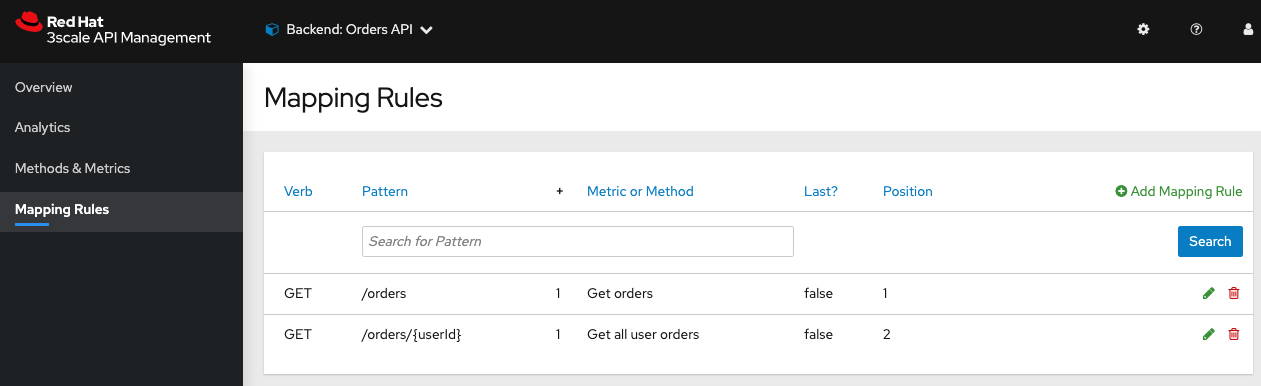 Red Hat
3scale API Management
Backend: Orders API
Overview
Analytics
Methods & Metrics
Mapping Rules
Mapping Rules
Verb Pattern + Metric or Method Last? Position Add Mapping Rule
Search for Pattern Search
GET /orders 1 Get orders false 1
GET /orders/{userId} 1 Get all user orders false 2